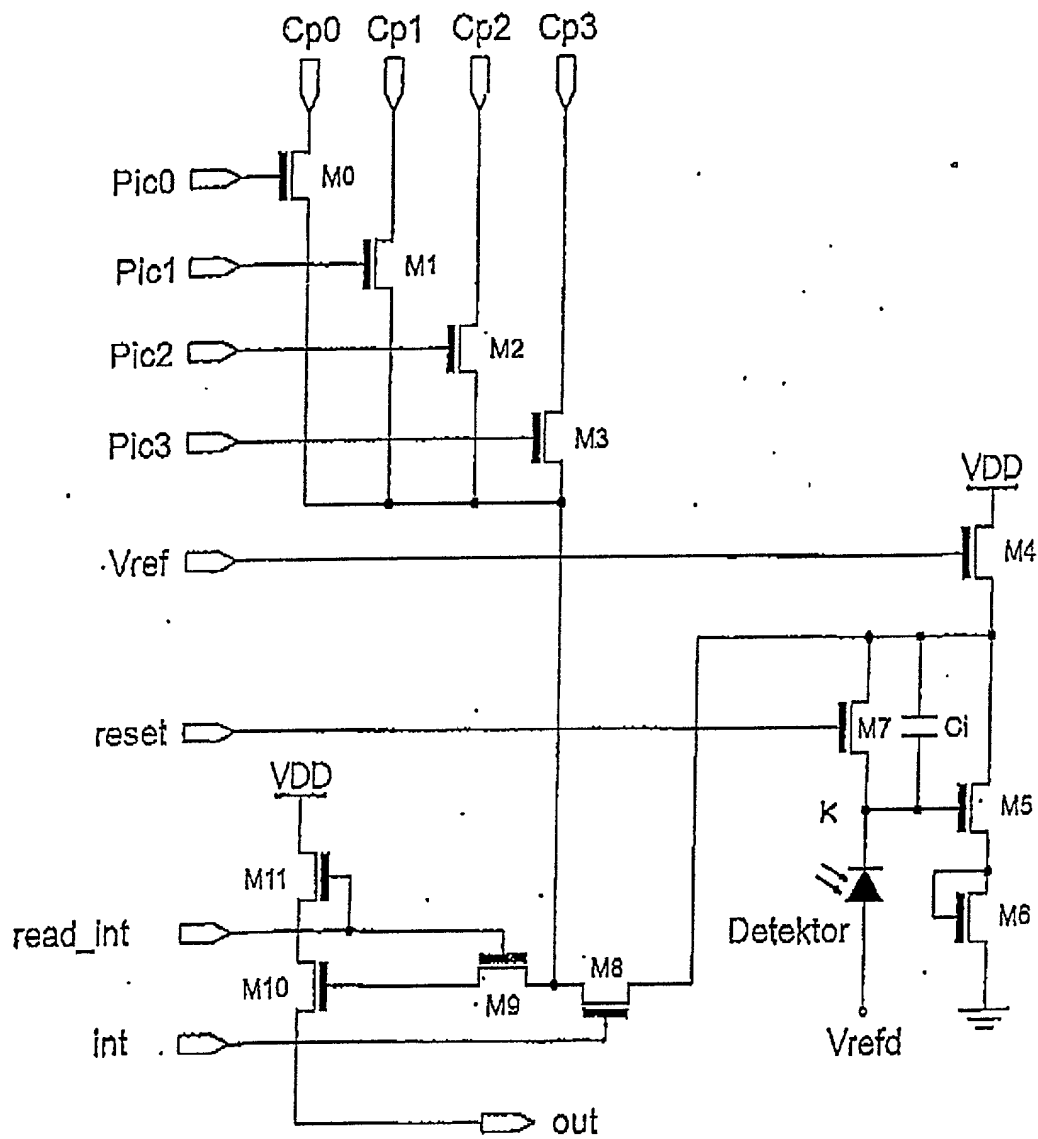 Cp0 Cp1 Cp2 Cp3
Pic0
M0
Pic1
M1
Pic2
M2
Pic3
M3
VDD
Vref
M4
reset
M7
Ci
VDD
K
M5
M11
M6
read_int
Detektor
M8
M10
M9
int
Vrefd
out